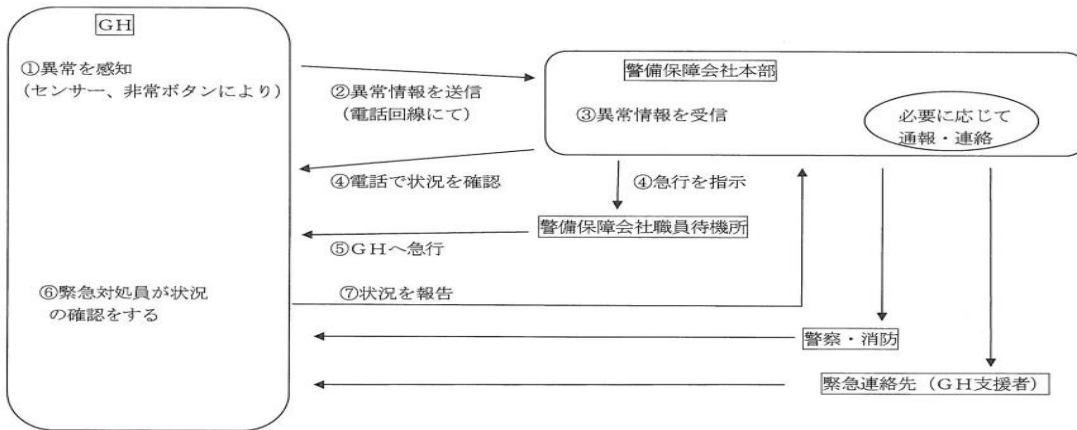 GH
①異常を感知
(センサー、非常ボタンにより)
②異常情報を送信
(電話回線にて)
警備保障会社本部
③異常情報を受信
必要に応じて
通報・連絡
④電話で状況を確認
④急行を指示
警備保障会社職員待機所
⑤GHへ急行
⑥緊急対処員が状況
の確認をする
⑦状況を報告
警察・消防
緊急連絡先(GH支援者)